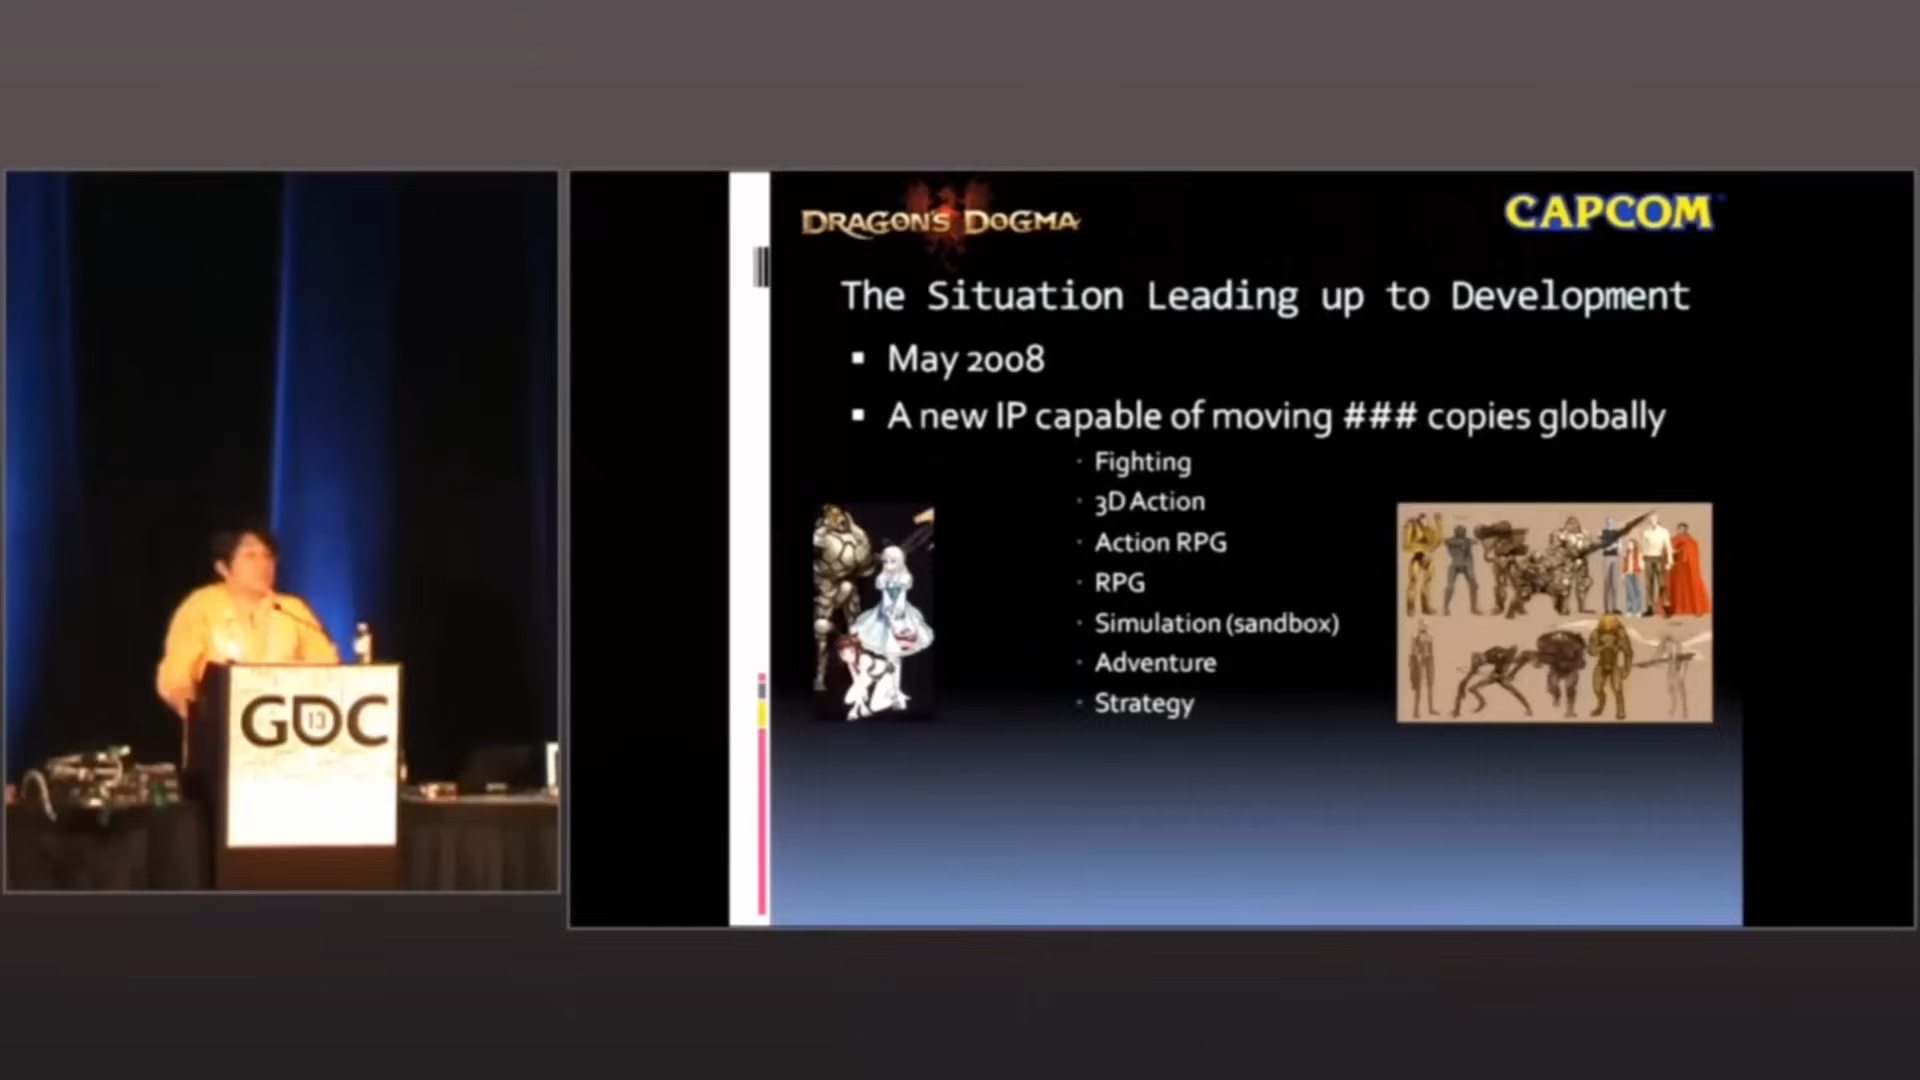 GDC
13
DRAGON'S DOGMA
CAPCOM
The Situation Leading up to Development
▪ May 2008
▪ A new IP capable of moving ### copies globally
· Fighting
· 3D Action
· Action RPG
· RPG
· Simulation (sandbox)
· Adventure
· Strategy